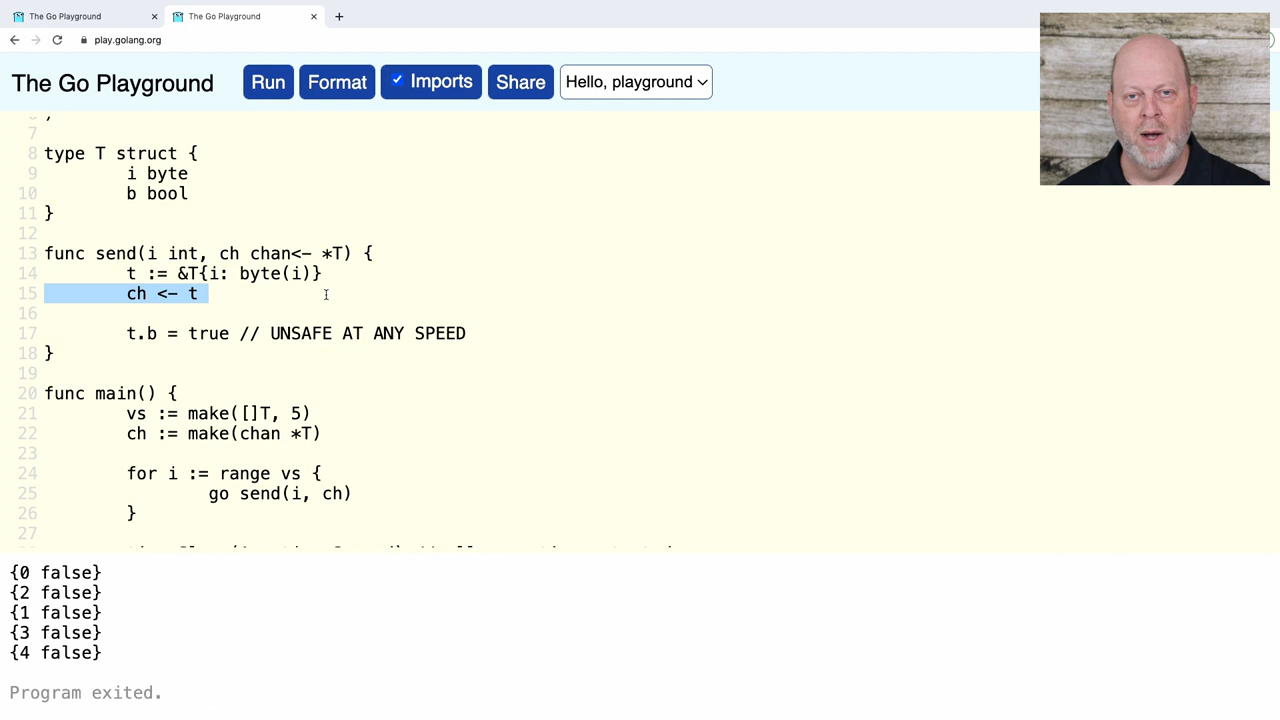 The Go Playground
The Go Playground
play.golang.org
The Go Playground Run Format Imports Share Hello, playground
7
8 type T struct {
9 i byte
10 b bool
11 }
12
13 func send(i int, ch chan<- *T) {
14 t := &T{i: byte(i)}
15 ch <- t
16
17 t.b = true // UNSAFE AT ANY SPEED
18 }
19
20 func main() {
21 vs := make([]T, 5)
22 ch := make(chan *T)
23
24 for i := range vs {
25 go send(i, ch)
26 }
27
{0 false}
{2 false}
{1 false}
{3 false}
{4 false}
Program exited.